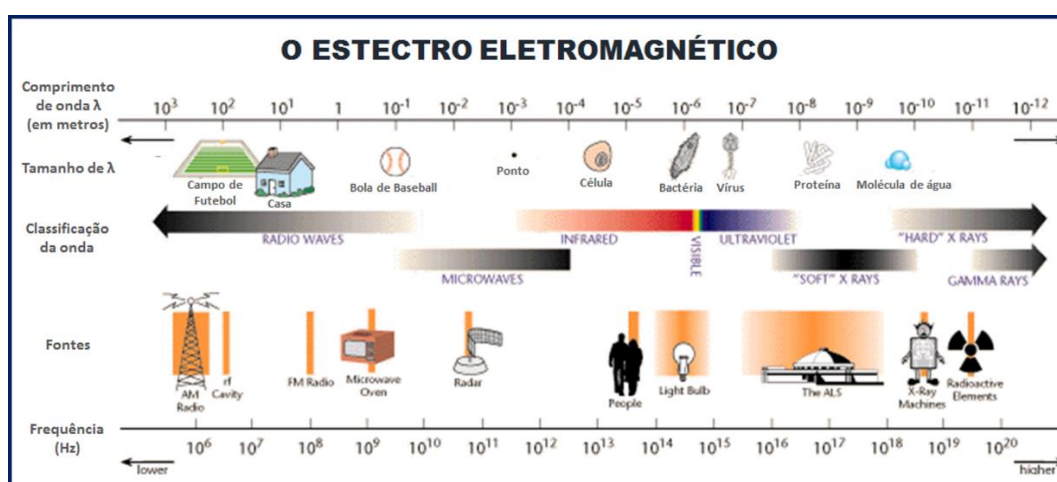 O ESTECTRO ELETROMAGNÉTICO
Comprimento
de onda λ
(em metros)
10³ 10² 10¹ 1 10⁻¹ 10⁻² 10⁻³ 10⁻⁴ 10⁻⁵ 10⁻⁶ 10⁻⁷ 10⁻⁸ 10⁻⁹ 10⁻¹⁰ 10⁻¹¹ 10⁻¹²
Tamanho de λ
Campo de
Futebol
Casa
Bola de Baseball
Ponto
Célula
Bactéria
Vírus
Proteína
Molécula de água
Classificação
da onda
RADIO WAVES
INFRARED
VISIBLE
ULTRAVIOLET
"HARD" X RAYS
MICROWAVES
"SOFT" X RAYS
GAMMA RAYS
Fontes
AM
Radio
rf
Cavity
FM Radio
Microwave
Oven
Radar
People
Light Bulb
The ALS
X-Ray
Machines
Radioactive
Elements
Frequência
(Hz)
10⁶ 10⁷ 10⁸ 10⁹ 10¹⁰ 10¹¹ 10¹² 10¹³ 10¹⁴ 10¹⁵ 10¹⁶ 10¹⁷ 10¹⁸ 10¹⁹ 10²⁰
lower
higher